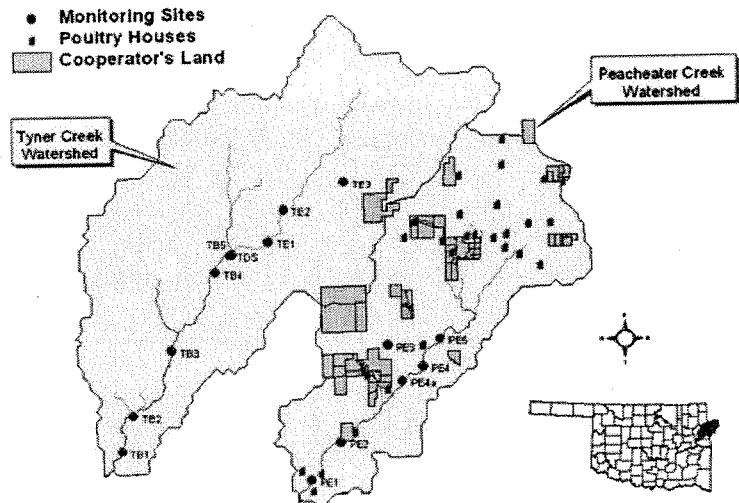 Monitoring Sites
Poultry Houses
Cooperator's Land
Peacheater Creek
Watershed
Tyner Creek
Watershed
TE3
TE2
TE1
TB5
TDS
TB4
TB3
TB2
TB1
PE5
PE3
PE4
PE4a
PE2
PE1